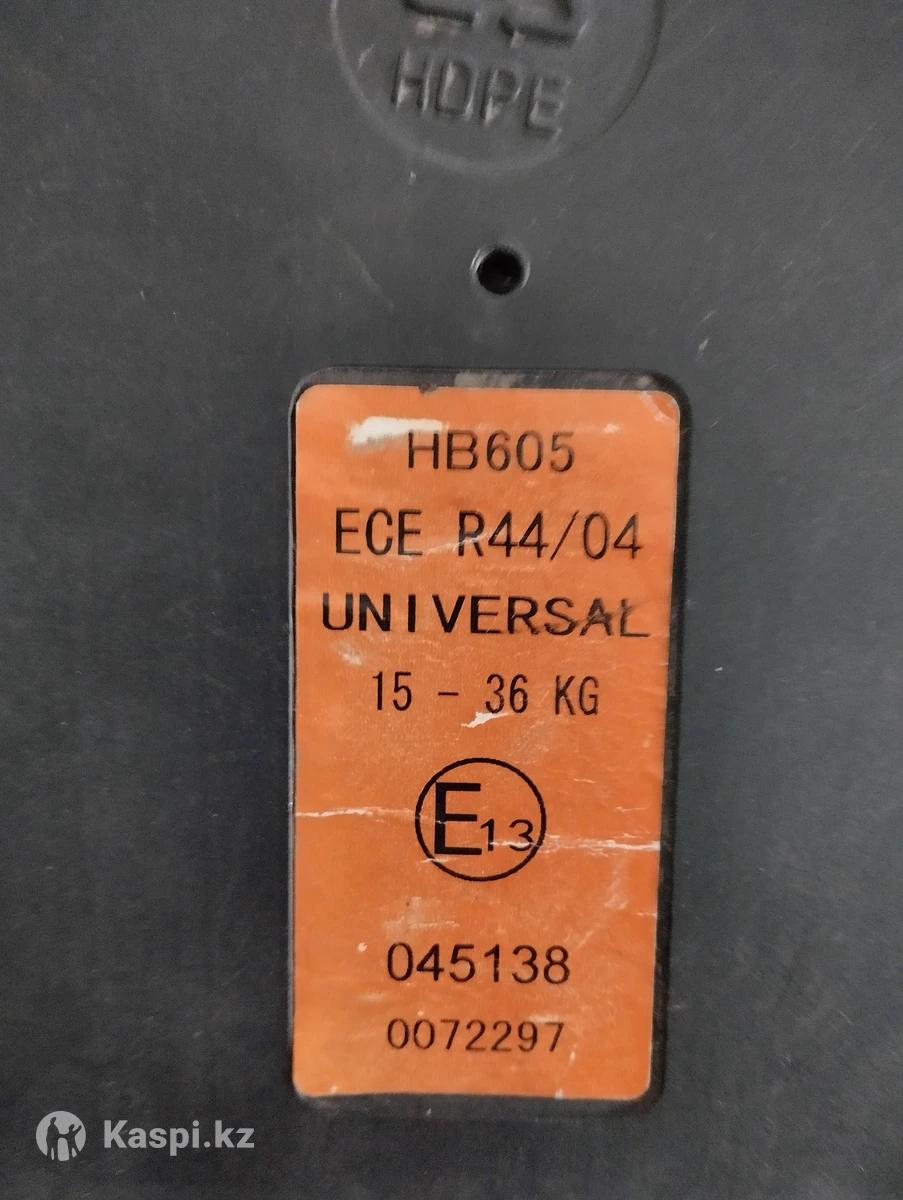 HDPE
HB605
ECE R44/04
UNIVERSAL
15 - 36 KG
E13
045138
0072297
Kaspi.kz